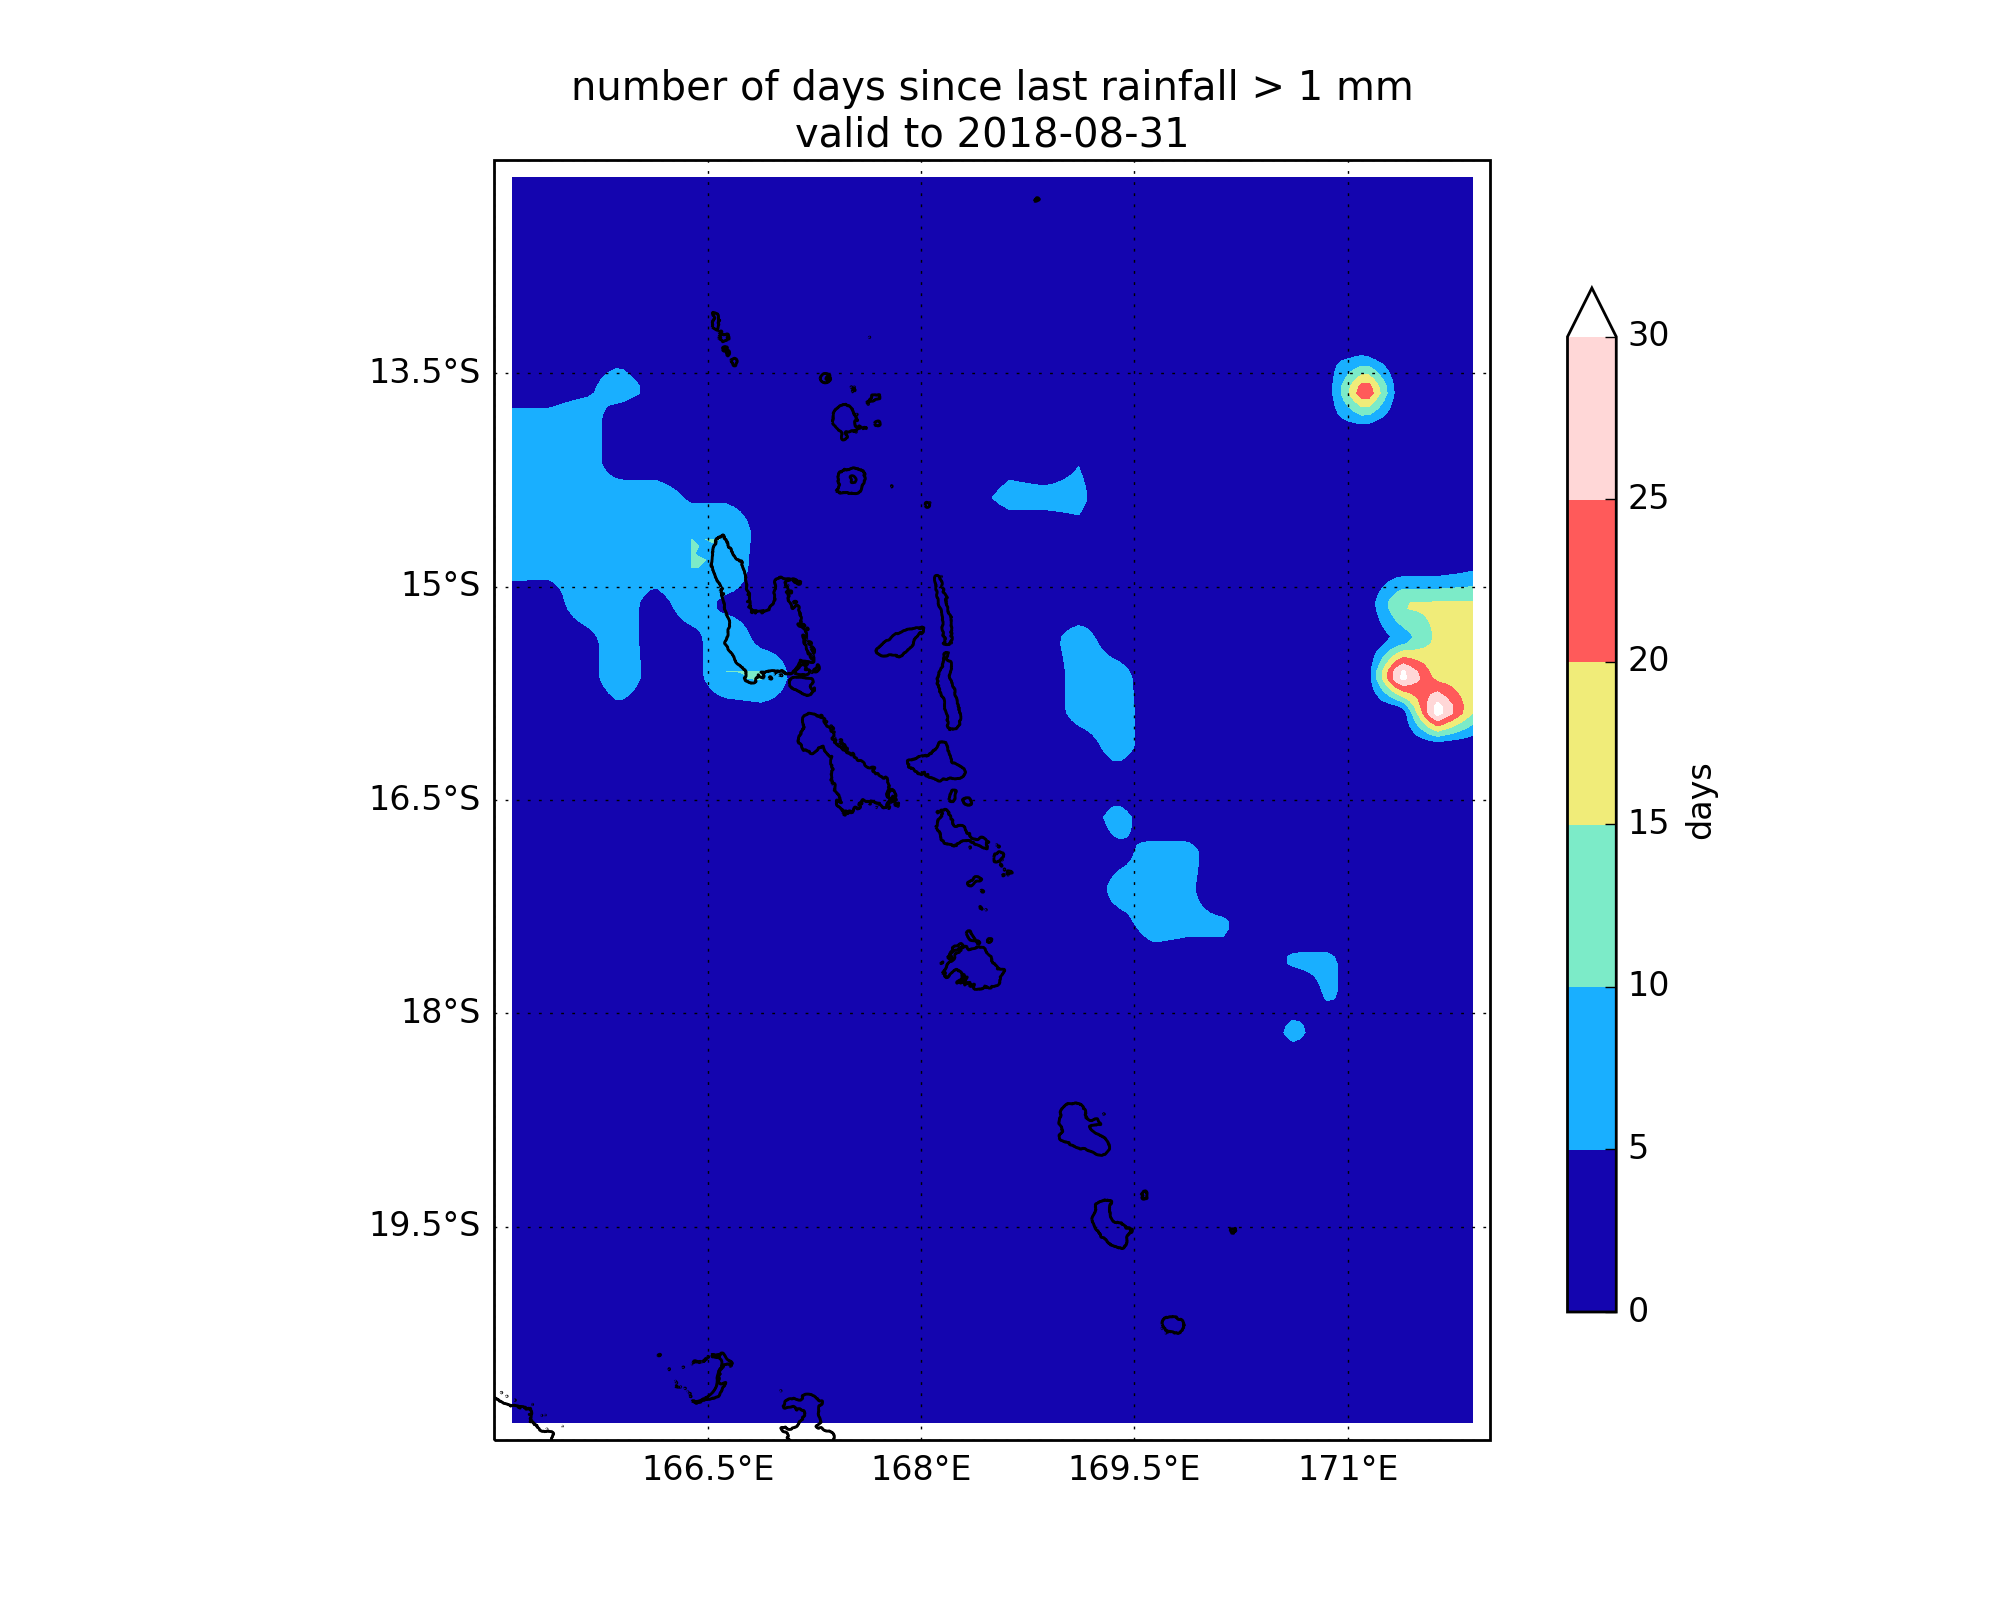 number of days since last rainfall > 1 mm
valid to 2018-08-31
13.5°S
15°S
16.5°S
18°S
19.5°S
166.5°E
168°E
169.5°E
171°E
30
25
20
15
10
5
0
days